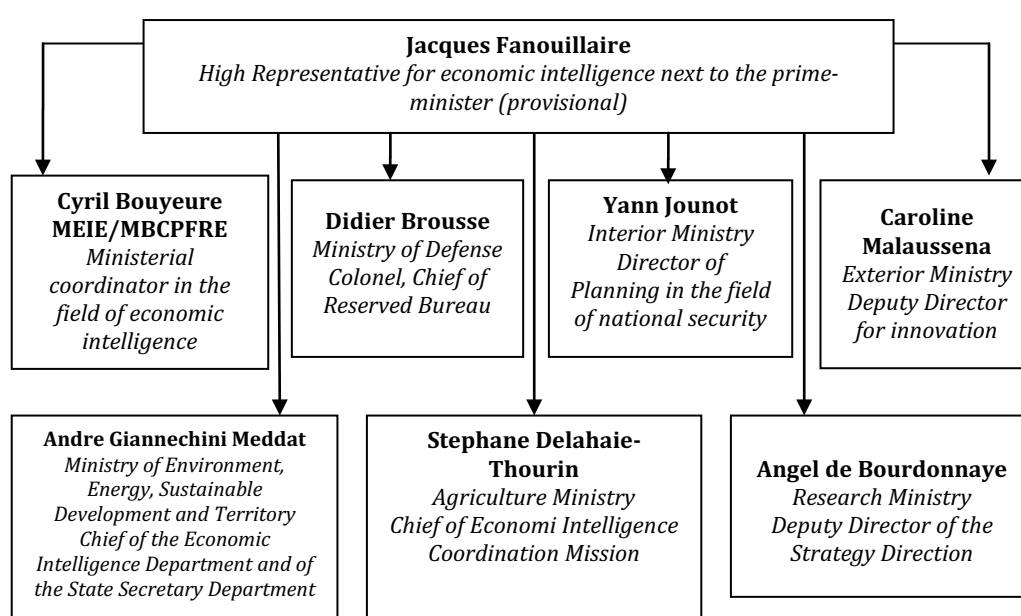 Jacques Fanouillaire
High Representative for economic intelligence next to the prime-
minister (provisional)
Cyril Bouyeure
MEIE/MBCPFRE
Ministerial
coordinator in the
field of economic
intelligence
Didier Brousse
Ministry of Defense
Colonel, Chief of
Reserved Bureau
Yann Jounot
Interior Ministry
Director of
Planning in the field
of national security
Caroline
Malaussena
Exterior Ministry
Deputy Director
for innovation
Andre Giannechini Meddat
Ministry of Environment,
Energy, Sustainable
Development and Territory
Chief of the Economic
Intelligence Department and of
the State Secretary Department
Stephane Delahaie-
Thourin
Agriculture Ministry
Chief of Economi Intelligence
Coordination Mission
Angel de Bourdonnaye
Research Ministry
Deputy Director of the
Strategy Direction